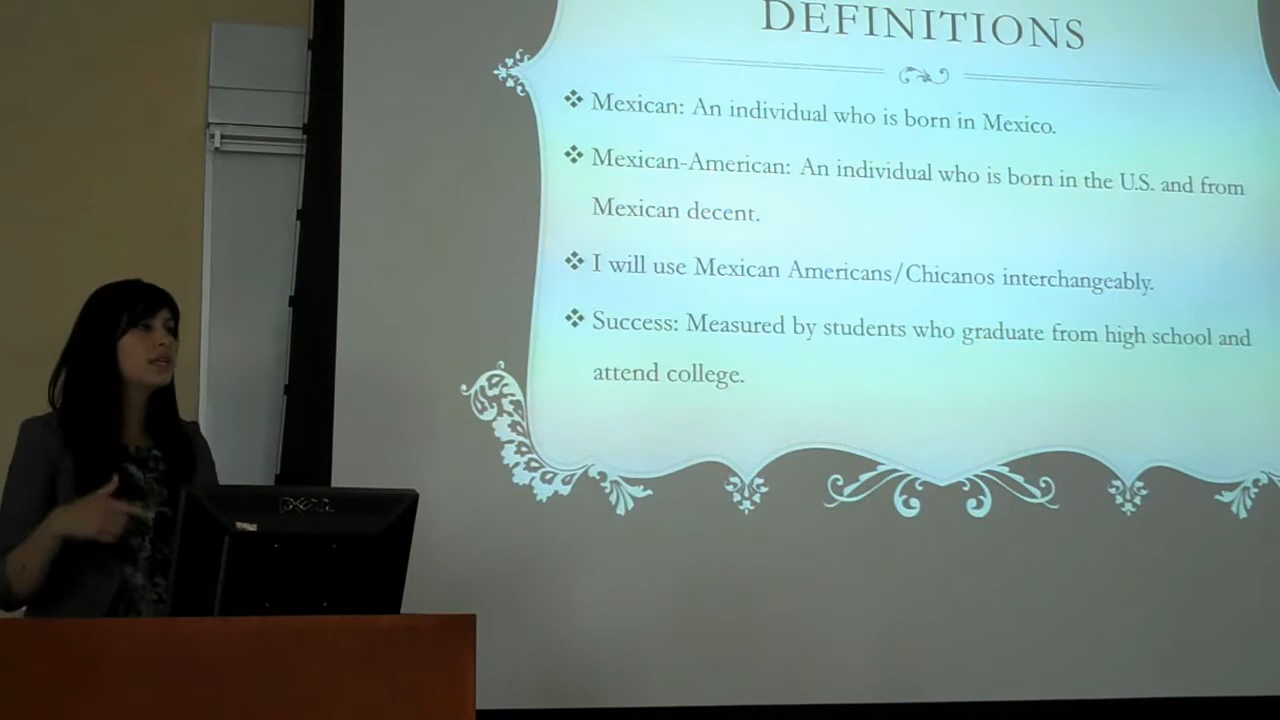 DEFINITIONS
Mexican: An individual who is born in Mexico.
Mexican-American: An individual who is born in the U.S. and from
Mexican decent.
I will use Mexican Americans/Chicanos interchangeably.
Success: Measured by students who graduate from high school and
attend college.
DELL